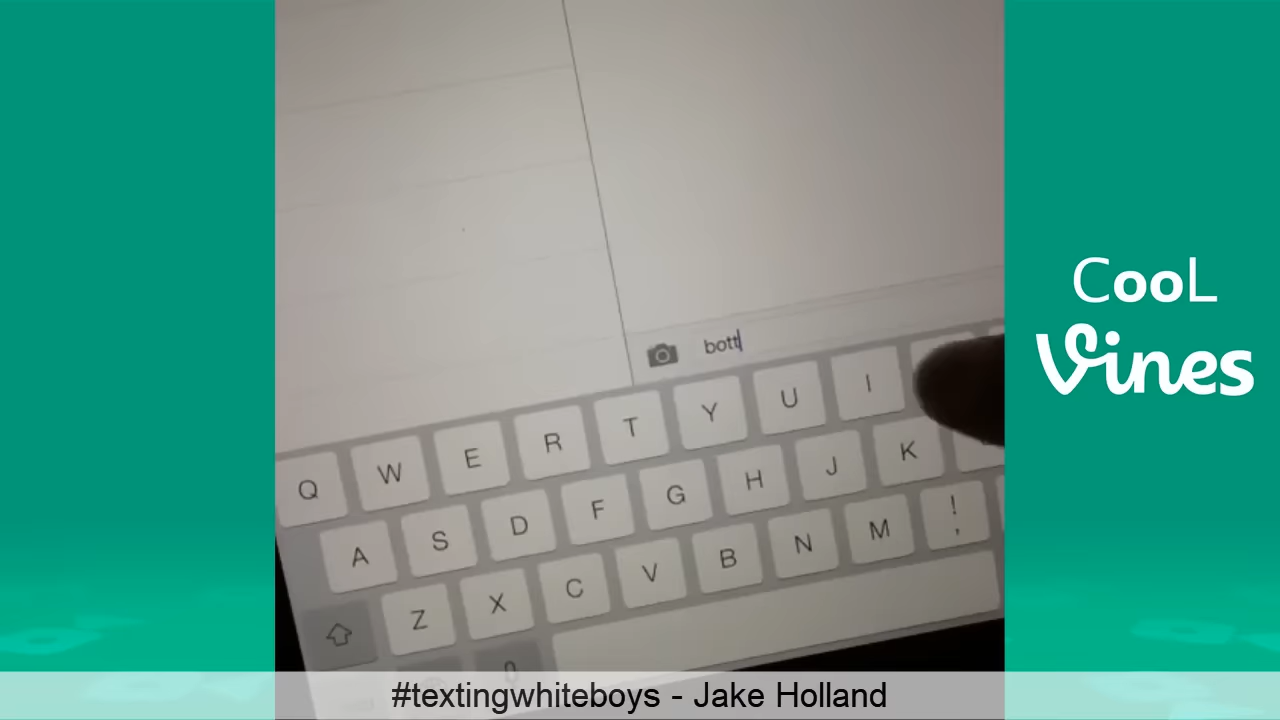 bott
Q W E R T Y U I
A S D F G H J K
Z X C V B N M ! ,
CooL
Vines
#textingwhiteboys - Jake Holland